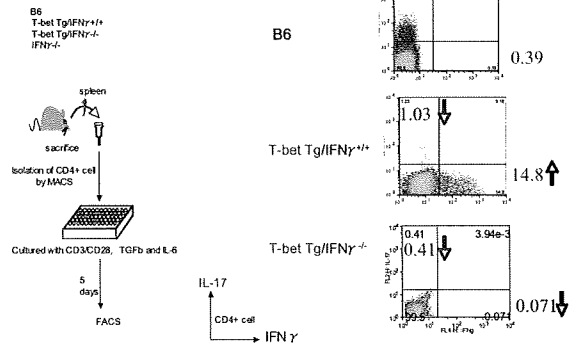 B6
T-bet Tg/IFNγ+/+
T-bet Tg/IFNγ-/-
IFNγ-/-
spleen
sacrifice
Isolation of CD4+ cell
by MACS
Cultured with CD3/CD28, TGFb and IL-6
5
days
FACS
IL-17
CD4+ cell
IFN γ
B6
0.39
T-bet Tg/IFNγ+/+
1.03
14.8
T-bet Tg/IFNγ -/-
0.41
3.94e-3
0.41
0.071
0.071